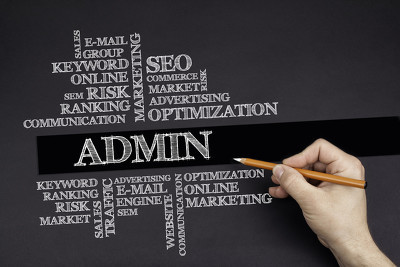 SALES
E-MAIL
GROUP
KEYWORD
ONLINE
SEM RISK
RANKING
COMMUNICATION
MARKETING
SEO
COMMERCE
MARKET
RISK
ADVERTISING
OPTIMIZATION
ADMIN
KEYWORD
RANKING
RISK
MARKET
SALES
TRAFFIC
ADVERTISING
E-MAIL
ENGINE
SEM
WEBSITE
COMMUNICATION
OPTIMIZATION
ONLINE
MARKETING